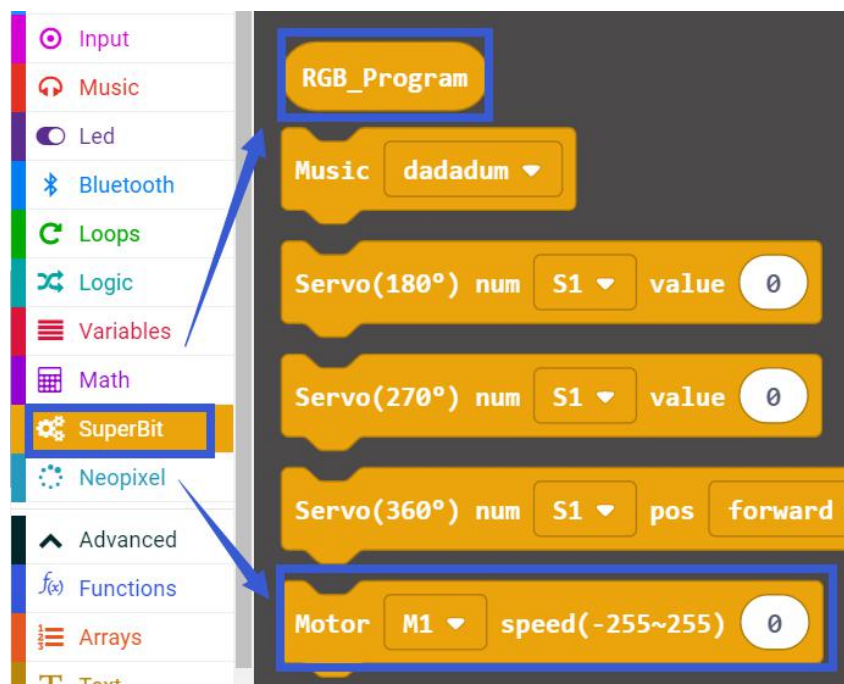 Input
Music
Led
Bluetooth
Loops
Logic
Variables
Math
SuperBit
Neopixel
Advanced
f(x) Functions
Arrays
Text
RGB_Program
Music dadadum
Servo(180°) num S1 value 0
Servo(270°) num S1 value 0
Servo(360°) num S1 pos forward
Motor M1 speed(-255~255) 0